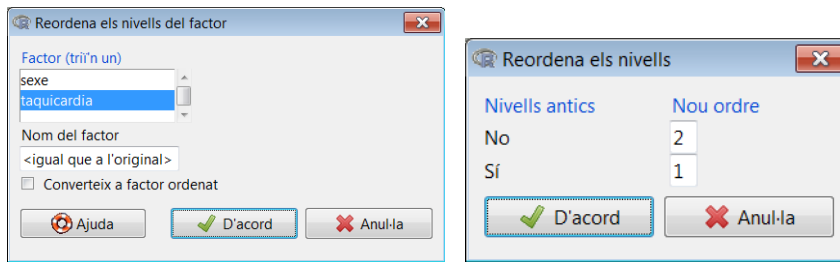 Reordena els nivells del factor
Factor (triï'n un)
sexe
taquicardia
Nom del factor
<igual que a l'original>
Converteix a factor ordenat
Ajuda D'acord Anul·la
Reordena els nivells
Nivells antics Nou ordre
No 2
Sí 1
D'acord Anul·la